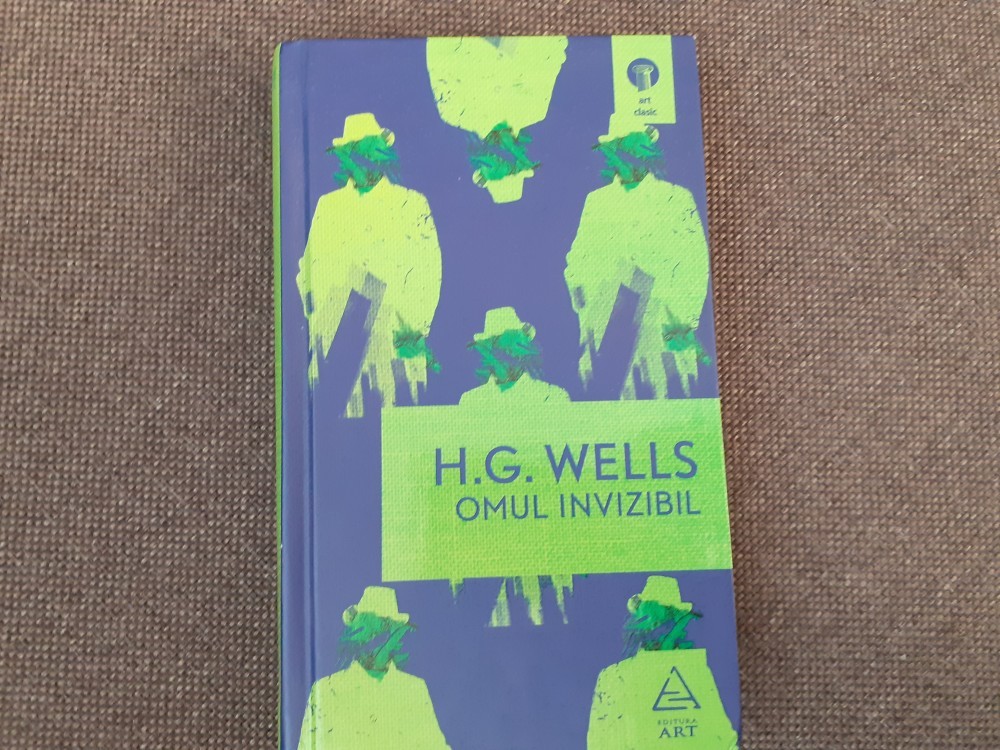 art
clasic
H.G. WELLS
OMUL INVIZIBIL
EDITURA
ART